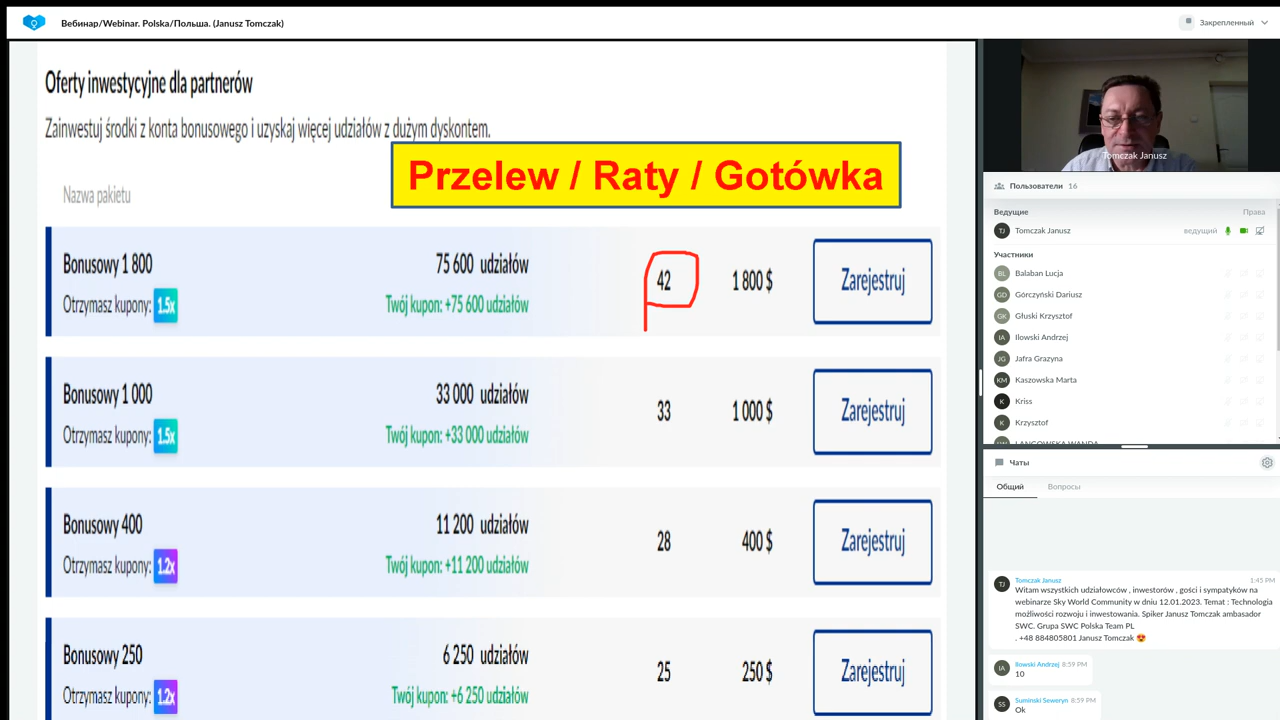 Вебинар/Webinar. Polska/Польша. (Janusz Tomczak)
Закрепленный
Oferty inwestycyjne dla partnerów
Zainwestuj środki z konta bonusowego i uzyskaj więcej udziałów z dużym dyskontem.
Przelew / Raty / Gotówka
Nazwa pakietu
Bonusowy 1 800
75 600 udziałów
42
1 800 $
Zarejestruj
Otrzymasz kupony: 1.5x
Twój kupon: +75 600 udziałów
Bonusowy 1 000
33 000 udziałów
33
1 000 $
Zarejestruj
Otrzymasz kupony: 1.5x
Twój kupon: +33 000 udziałów
Bonusowy 400
11 200 udziałów
28
400 $
Zarejestruj
Otrzymasz kupony: 1.2x
Twój kupon: +11 200 udziałów
Bonusowy 250
6 250 udziałów
25
250 $
Zarejestruj
Otrzymasz kupony: 1.2x
Twój kupon: +6 250 udziałów
Tomczak Janusz
Пользователи 16
Ведущие
Права
TJ Tomczak Janusz ведущий
Участники
BL Balaban Lucja
GD Górczyński Dariusz
GK Głuski Krzysztof
IA Ilowski Andrzej
JG Jafra Grazyna
KM Kaszowska Marta
K Kriss
K Krzysztof
LANGOWSKA WANDA
Чаты
Общий
Вопросы
TJ Tomczak Janusz 1:45 PM
Witam wszystkich udziałowców , inwestorów , gości i sympatyków na
webinarze Sky World Community w dniu 12.01.2023. Temat : Technologia
możliwości rozwoju i inwestowania. Spiker Janusz Tomczak ambasador
SWC. Grupa SWC Polska Team PL
. +48 884805801 Janusz Tomczak 😍
IA Ilowski Andrzej 8:59 PM
10
SS Suminski Seweryn 8:59 PM
Ok